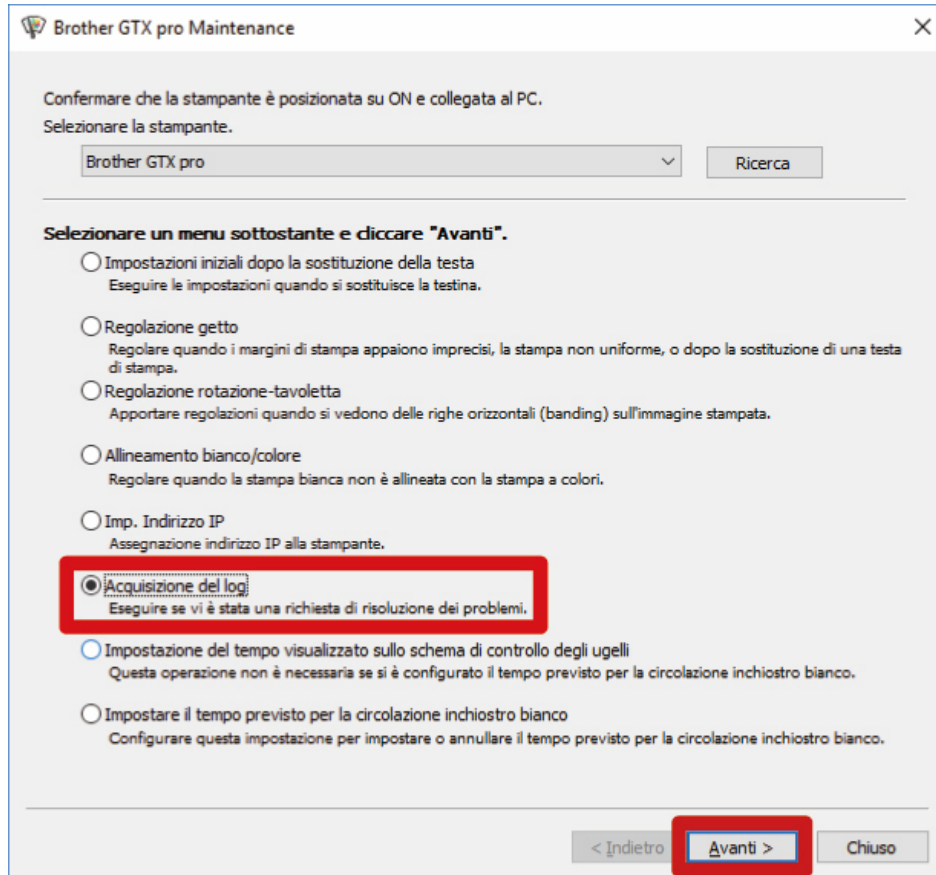 Brother GTX pro Maintenance
Confermare che la stampante è posizionata su ON e collegata al PC.
Selezionare la stampante.
Brother GTX pro
Ricerca
Selezionare un menu sottostante e cliccare "Avanti".
Impostazioni iniziali dopo la sostituzione della testa
Eseguire le impostazioni quando si sostituisce la testina.
Regolazione getto
Regolare quando i margini di stampa appaiono imprecisi, la stampa non uniforme, o dopo la sostituzione di una testa
di stampa.
Regolazione rotazione-tavoletta
Apportare regolazioni quando si vedono delle righe orizzontali (banding) sull'immagine stampata.
Allineamento bianco/colore
Regolare quando la stampa bianca non è allineata con la stampa a colori.
Imp. Indirizzo IP
Assegnazione indirizzo IP alla stampante.
Acquisizione del log
Eseguire se vi è stata una richiesta di risoluzione dei problemi.
Impostazione del tempo visualizzato sullo schema di controllo degli ugelli
Questa operazione non è necessaria se si è configurato il tempo previsto per la circolazione inchiostro bianco.
Impostare il tempo previsto per la circolazione inchiostro bianco
Configurare questa impostazione per impostare o annullare il tempo previsto per la circolazione inchiostro bianco.
< Indietro
Avanti >
Chiuso